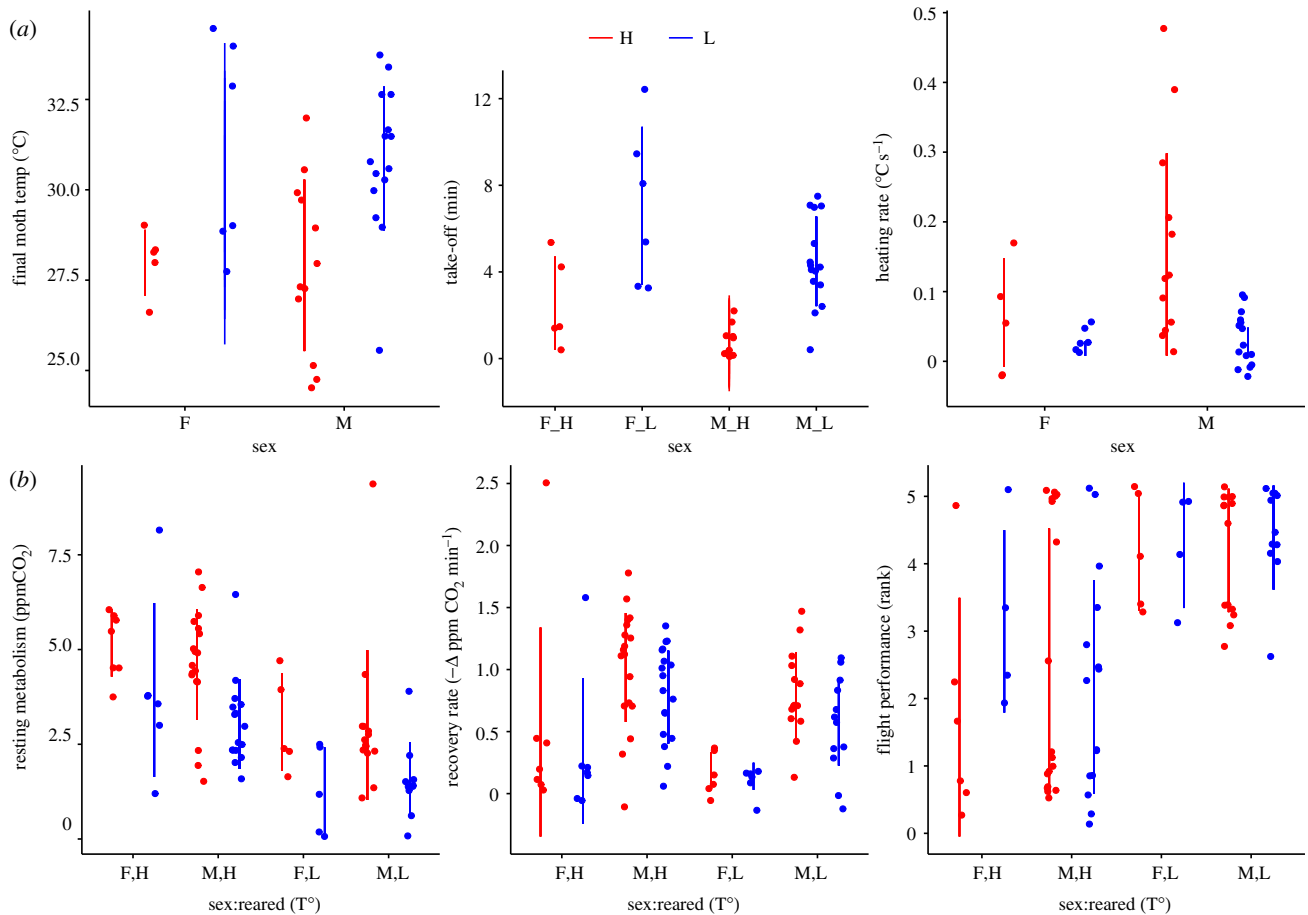 (a)
H L
final moth temp (°C)
32.5
30.0
27.5
25.0
F M
sex
take-off (min)
12
8
4
0
F_H F_L M_H M_L
sex
heating rate (°C s−1)
0.5
0.4
0.3
0.2
0.1
0
F M
sex
(b)
resting metabolism (ppmCO2)
7.5
5.0
2.5
0
F,H M,H F,L M,L
sex:reared (T°)
recovery rate (−Δ ppm CO2 min−1)
2.5
2.0
1.5
1.0
0.5
0
F,H M,H F,L M,L
sex:reared (T°)
flight performance (rank)
5
4
3
2
1
0
F,H M,H F,L M,L
sex:reared (T°)